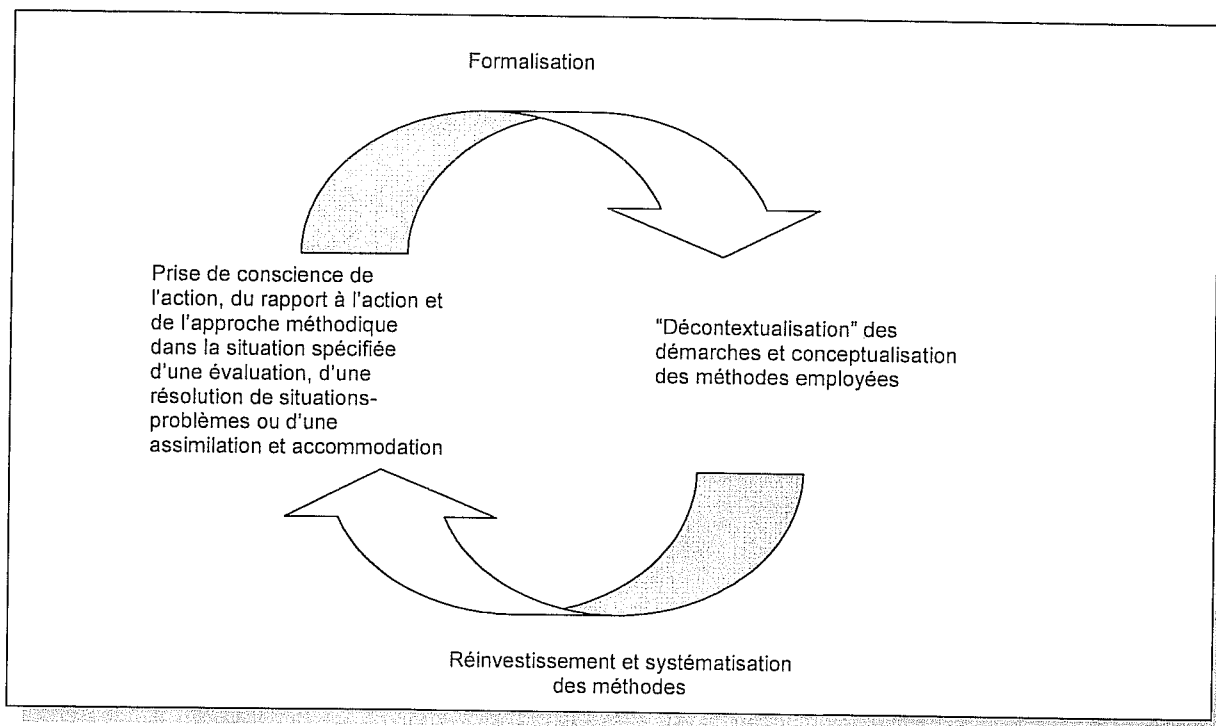 Formalisation
Prise de conscience de
l'action, du rapport à l'action et
de l'approche méthodique
dans la situation spécifiée
d'une évaluation, d'une
résolution de situations-
problèmes ou d'une
assimilation et accommodation
"Décontextualisation" des
démarches et conceptualisation
des méthodes employées
Réinvestissement et systématisation
des méthodes